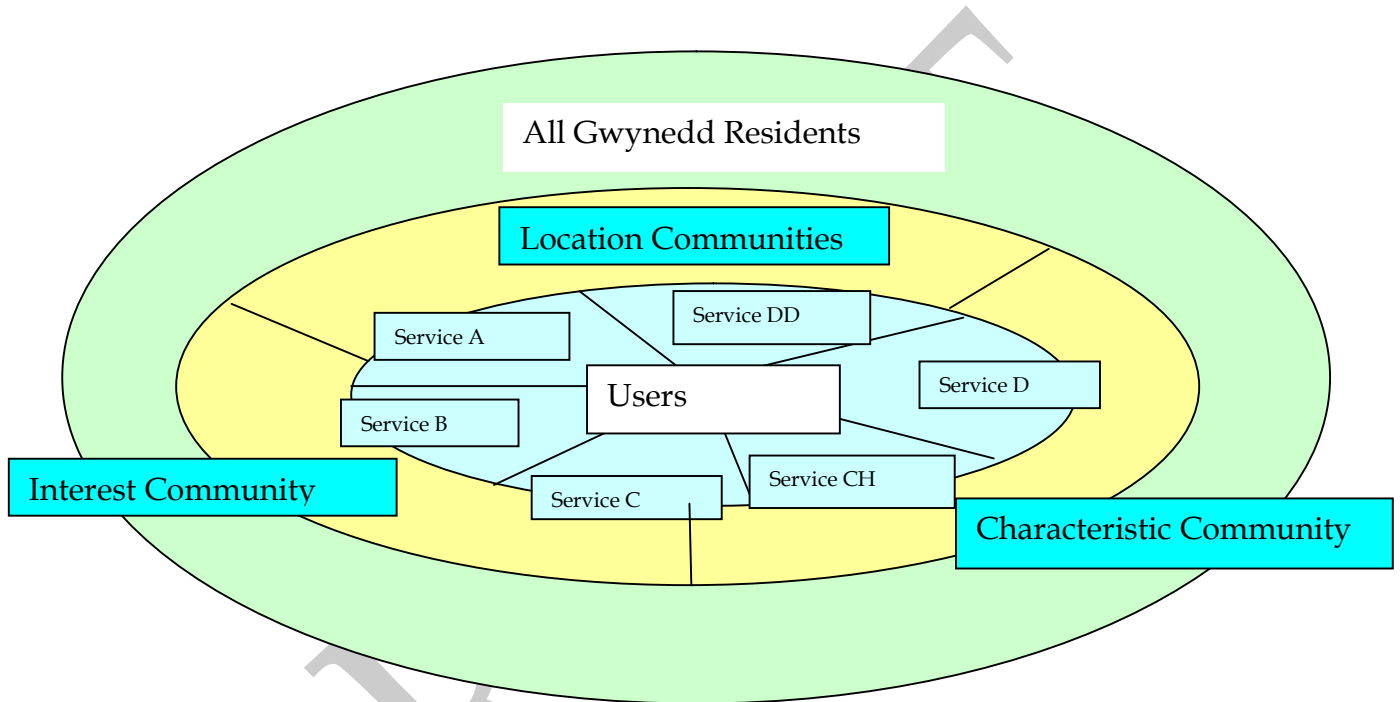 All Gwynedd Residents
Location Communities
Service DD
Service A
Service D
Users
Service B
Service CH
Interest Community
Service C
Characteristic Community